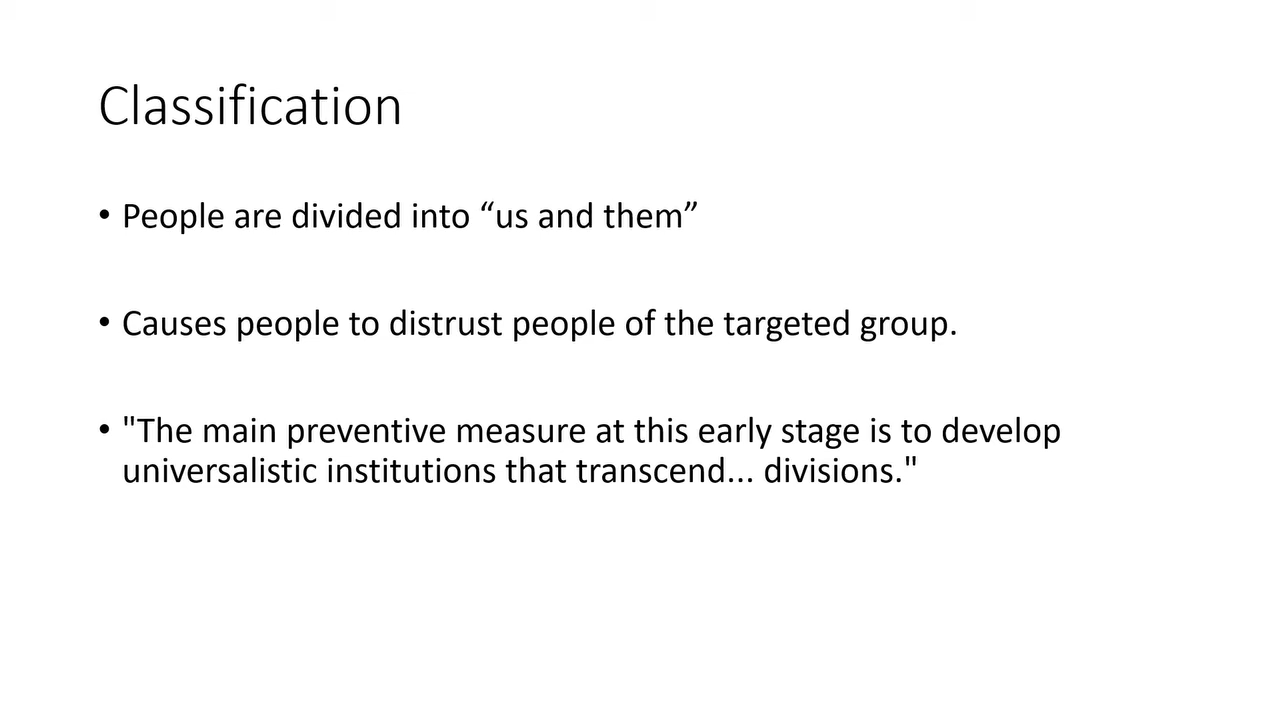 Classification
• People are divided into “us and them”
• Causes people to distrust people of the targeted group.
• "The main preventive measure at this early stage is to develop
universalistic institutions that transcend... divisions."